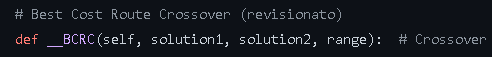 # Best Cost Route Crossover (revisionato)
def __BCRC(self, solution1, solution2, range):  # Crossover